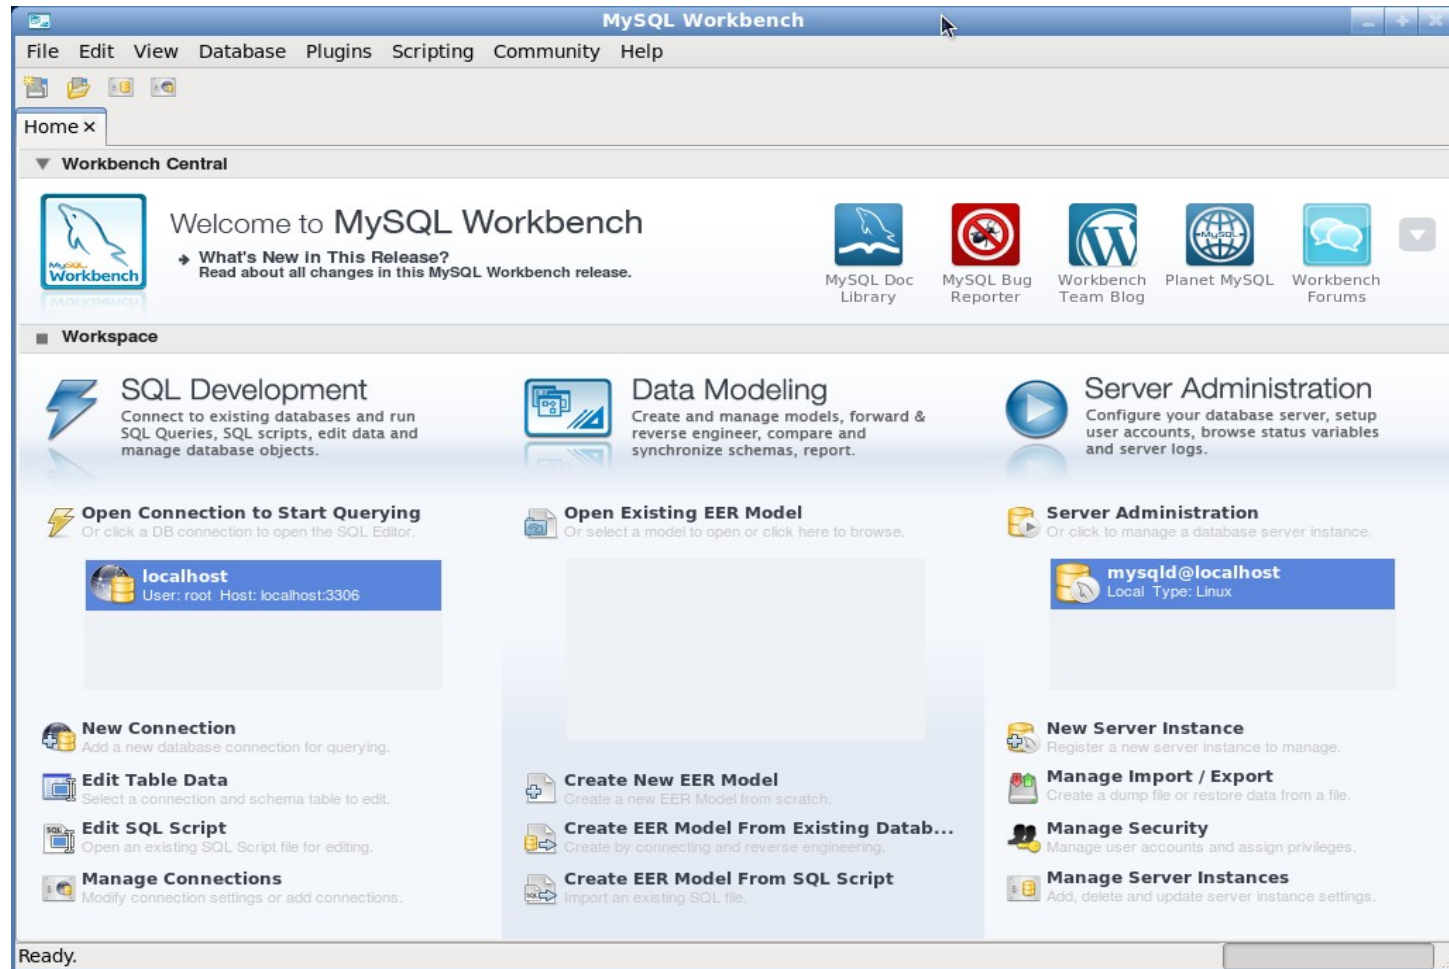 MySQL Workbench
File Edit View Database Plugins Scripting Community Help
Home ×
Workbench Central
MySQL
Workbench
Welcome to MySQL Workbench
What's New in This Release?
Read about all changes in this MySQL Workbench release.
MySQL Doc
Library
MySQL Bug
Reporter
Workbench
Team Blog
MySQL
Planet MySQL
Workbench
Forums
Workspace
SQL Development
Connect to existing databases and run
SQL Queries, SQL scripts, edit data and
manage database objects.
Data Modeling
Create and manage models, forward &
reverse engineer, compare and
synchronize schemas, report.
Server Administration
Configure your database server, setup
user accounts, browse status variables
and server logs.
Open Connection to Start Querying
Or click a DB connection to open the SQL Editor.
localhost
User: root Host: localhost:3306
New Connection
Add a new database connection for querying.
Edit Table Data
Select a connection and schema table to edit.
SQL
Edit SQL Script
Open an existing SQL Script file for editing.
Manage Connections
Modify connection settings or add connections.
Open Existing EER Model
Or select a model to open or click here to browse.
Create New EER Model
Create a new EER Model from scratch.
Create EER Model From Existing Datab...
Create by connecting and reverse engineering.
Create EER Model From SQL Script
Import an existing SQL file.
Server Administration
Or click to manage a database server instance.
mysqld@localhost
Local Type: Linux
New Server Instance
Register a new server instance to manage.
Manage Import / Export
Create a dump file or restore data from a file.
Manage Security
Manage user accounts and assign privileges.
Manage Server Instances
Add, delete and update server instance settings.
Ready.